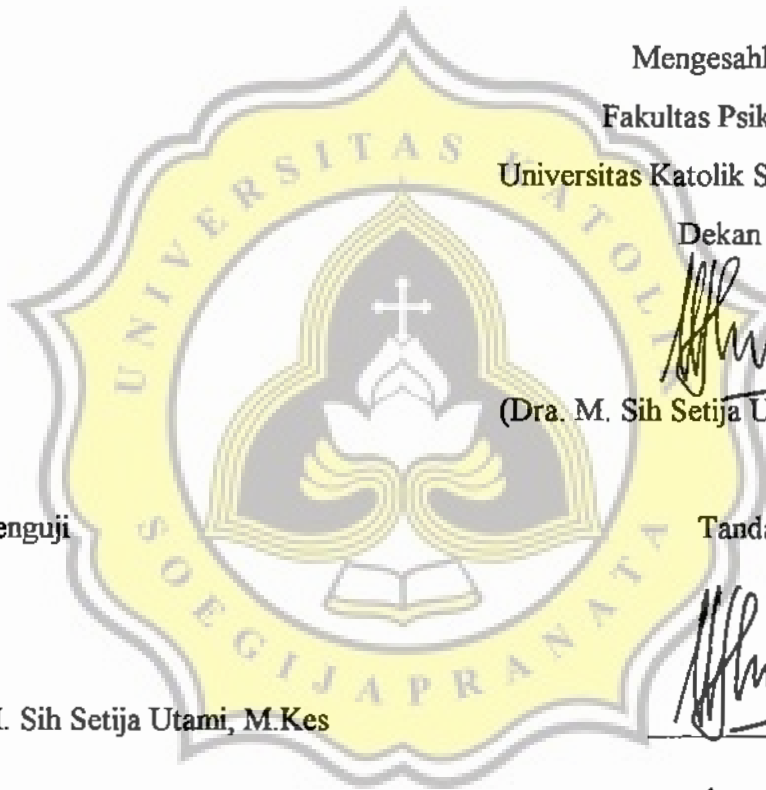 Mengesahk
Fakultas Psik
Universitas Katolik S
Dekan
(Dra. M. Sih Setija U
enguji
Tanda
I. Sih Setija Utami, M.Kes
UNIVERSITAS KATOLIK
SOEGIJAPRANATA